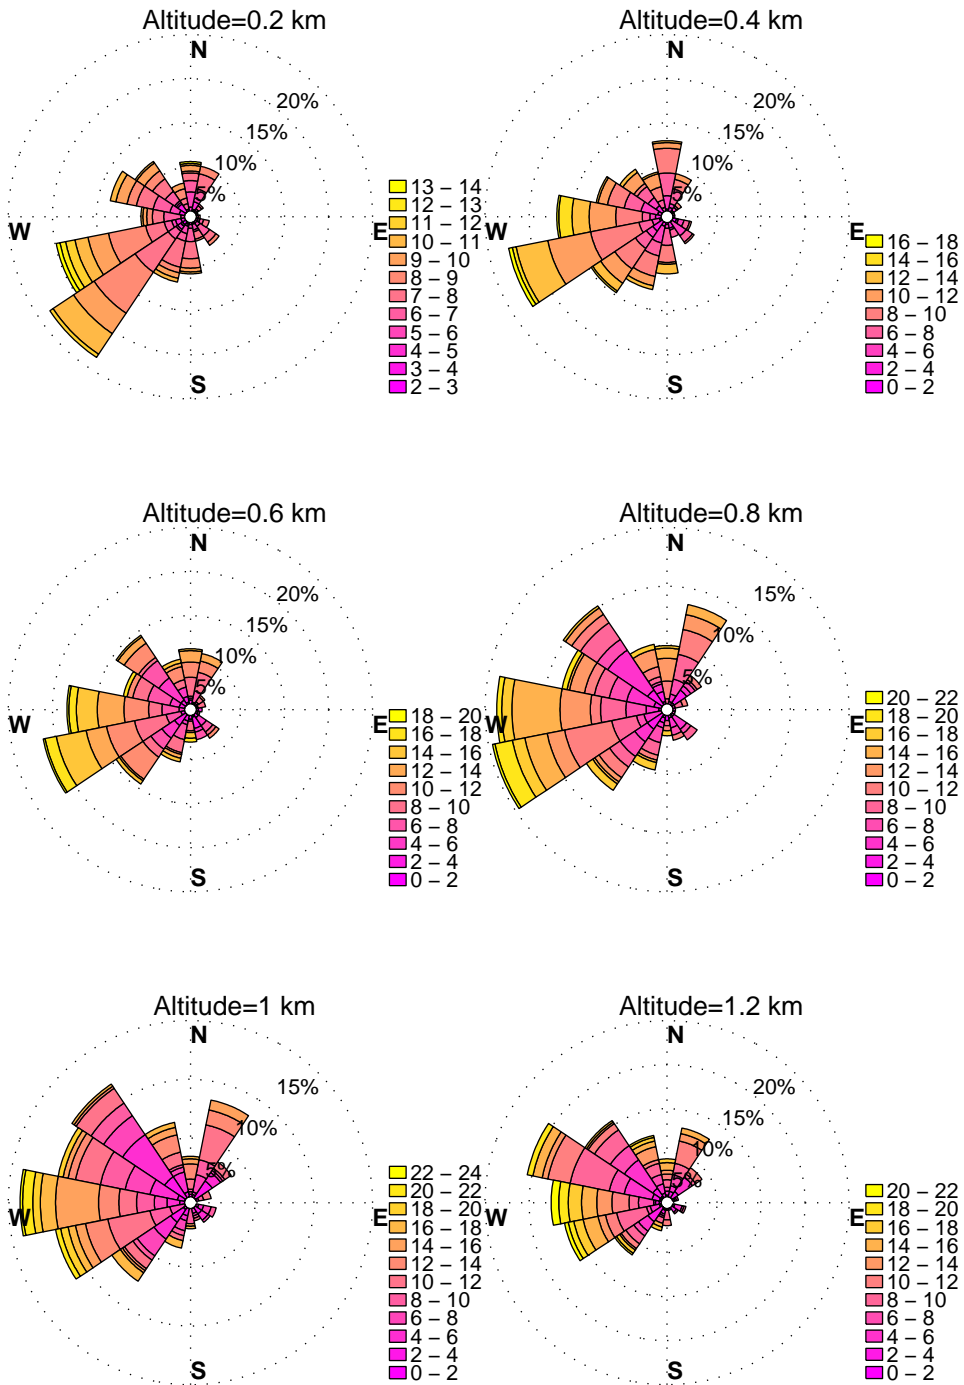 Altitude=0.2 km
N
20%
15%
10%
5%
W
E
S
13 – 14
12 – 13
11 – 12
10 – 11
9 – 10
8 – 9
7 – 8
6 – 7
5 – 6
4 – 5
3 – 4
2 – 3
Altitude=0.4 km
N
20%
15%
10%
5%
W
E
S
16 – 18
14 – 16
12 – 14
10 – 12
8 – 10
6 – 8
4 – 6
2 – 4
0 – 2
Altitude=0.6 km
N
20%
15%
10%
5%
W
E
S
18 – 20
16 – 18
14 – 16
12 – 14
10 – 12
8 – 10
6 – 8
4 – 6
2 – 4
0 – 2
Altitude=0.8 km
N
15%
10%
5%
W
E
S
20 – 22
18 – 20
16 – 18
14 – 16
12 – 14
10 – 12
8 – 10
6 – 8
4 – 6
2 – 4
0 – 2
Altitude=1 km
N
15%
10%
5%
W
E
S
22 – 24
20 – 22
18 – 20
16 – 18
14 – 16
12 – 14
10 – 12
8 – 10
6 – 8
4 – 6
2 – 4
0 – 2
Altitude=1.2 km
N
20%
15%
10%
5%
W
E
S
20 – 22
18 – 20
16 – 18
14 – 16
12 – 14
10 – 12
8 – 10
6 – 8
4 – 6
2 – 4
0 – 2